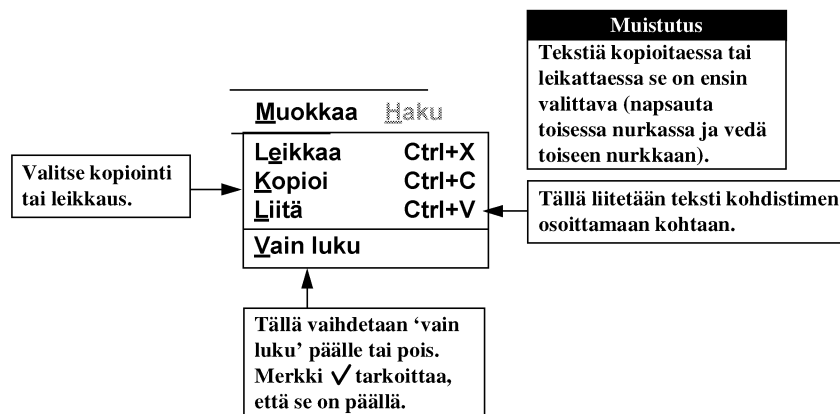 Muistutus
Tekstiä kopioitaessa tai
leikattaessa se on ensin
valittava (napsauta
toisessa nurkassa ja vedä
toiseen nurkkaan).
Muokkaa Haku
Leikkaa Ctrl+X
Kopioi Ctrl+C
Liitä Ctrl+V
Vain luku
Valitse kopiointi
tai leikkaus.
Tällä liitetään teksti kohdistimen
osoittamaan kohtaan.
Tällä vaihdetaan ‘vain
luku’ päälle tai pois.
Merkki ✓ tarkoittaa,
että se on päällä.